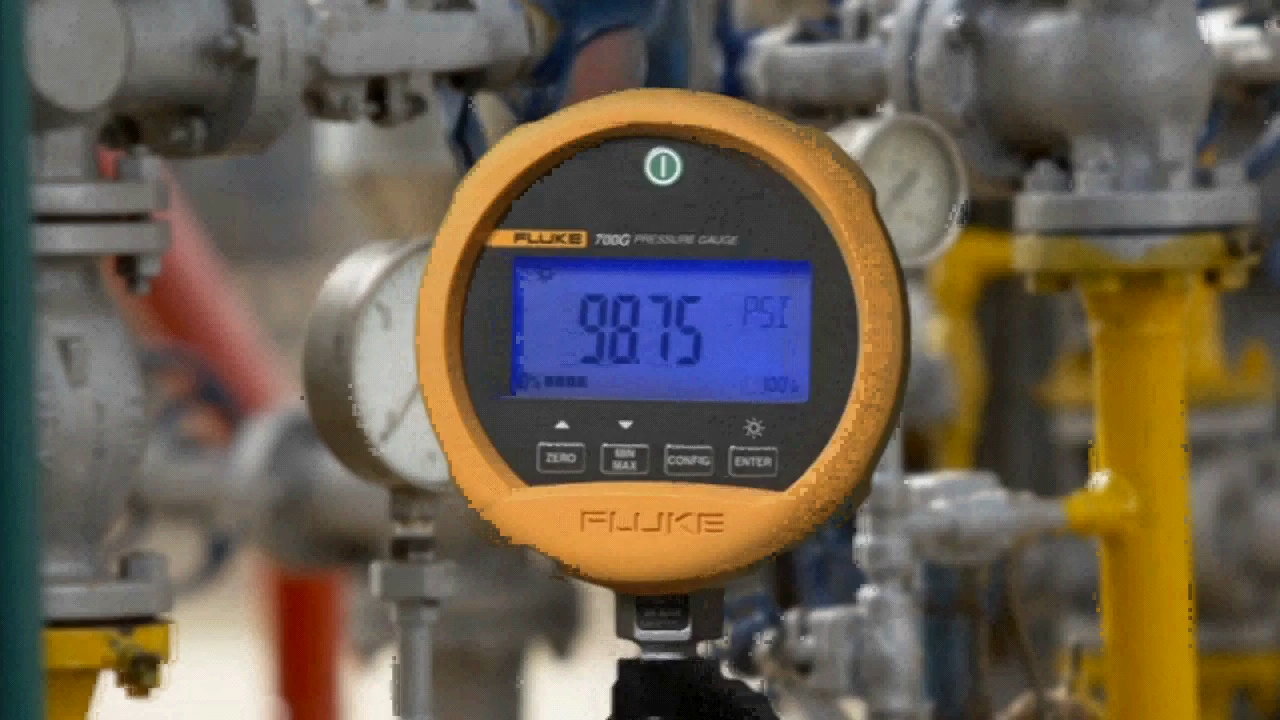 FLUKE 700G PRESSURE GAUGE
98.75 PSI
0%
100%
ZERO MIN MAX CONFIG ENTER
FLUKE